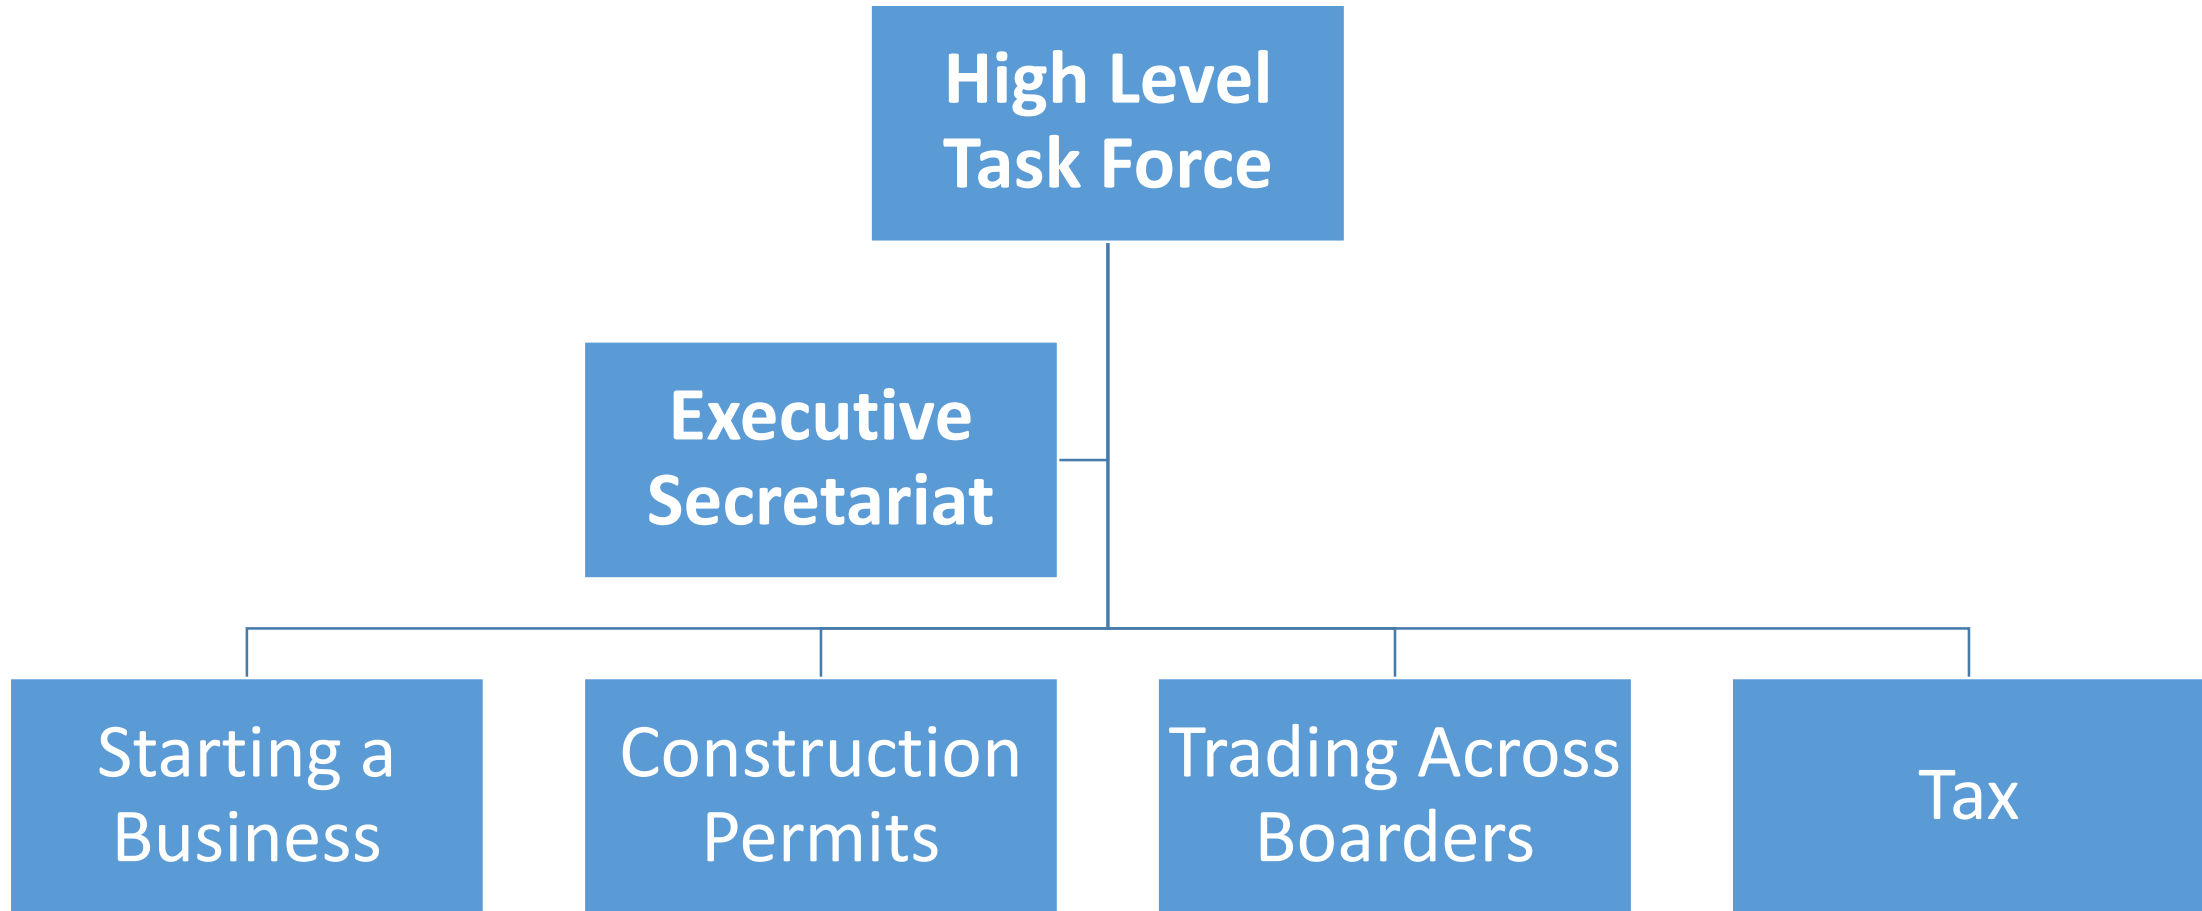 High Level
Task Force
Executive
Secretariat
Starting a
Business
Construction
Permits
Trading Across
Boarders
Tax